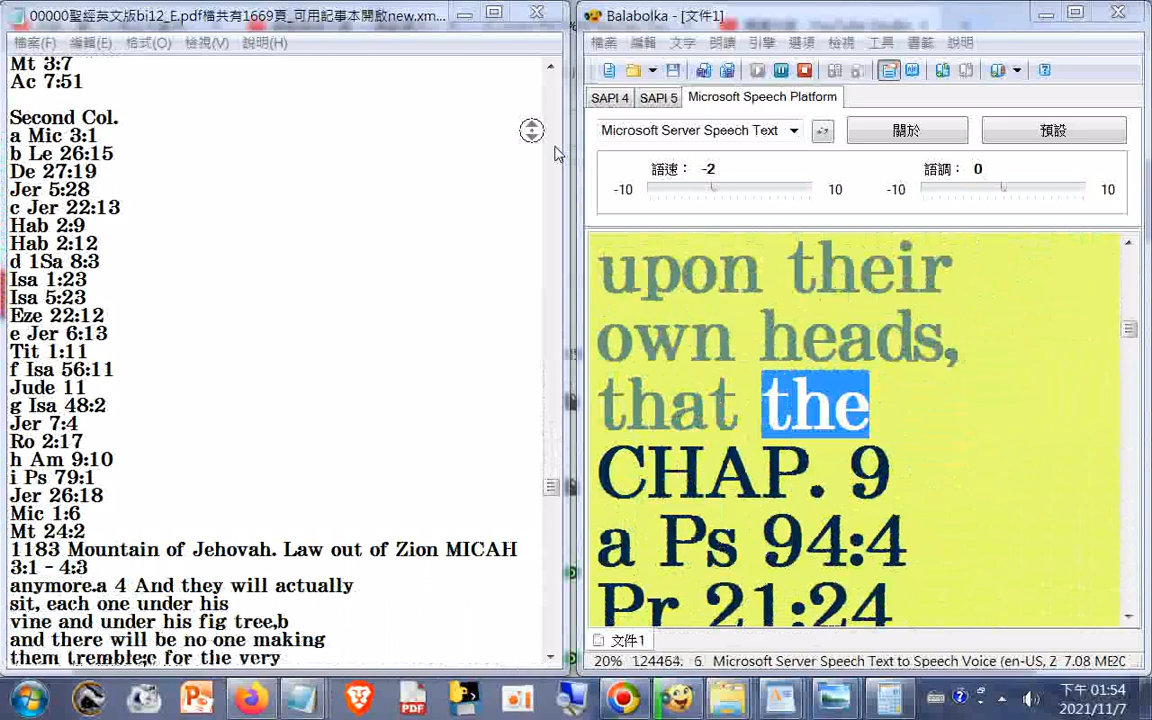 00000聖經英文版bi12_E.pdf檔共有1669頁_可用記事本開啟new.xm...
檔案(F) 編輯(E) 格式(O) 檢視(V) 說明(H)
Mt 3:7
Ac 7:51
Second Col.
a Mic 3:1
b Le 26:15
De 27:19
Jer 5:28
c Jer 22:13
Hab 2:9
Hab 2:12
d 1Sa 8:3
Isa 1:23
Isa 5:23
Eze 22:12
e Jer 6:13
Tit 1:11
f Isa 56:11
Jude 11
g Isa 48:2
Jer 7:4
Ro 2:17
h Am 9:10
i Ps 79:1
Jer 26:18
Mic 1:6
Mt 24:2
1183 Mountain of Jehovah. Law out of Zion MICAH
3:1 - 4:3
anymore.a 4 And they will actually
sit, each one under his
vine and under his fig tree,b
and there will be no one making
them tremble;c for the very
Balabolka - [文件1]
檔案 編輯 文字 朗讀 引擎 選項 檢視 工具 書籤 說明
SAPI 4 SAPI 5 Microsoft Speech Platform
Microsoft Server Speech Text 關於 預設
語速： -2 語調： 0
-10 10 -10 10
upon their
own heads,
that the
CHAP. 9
a Ps 94:4
Pr 21:24
文件1
20% 124464. 6. Microsoft Server Speech Text to Speech Voice (en-US, Z 7.08 ME2C
下午 01:54
2021/11/7